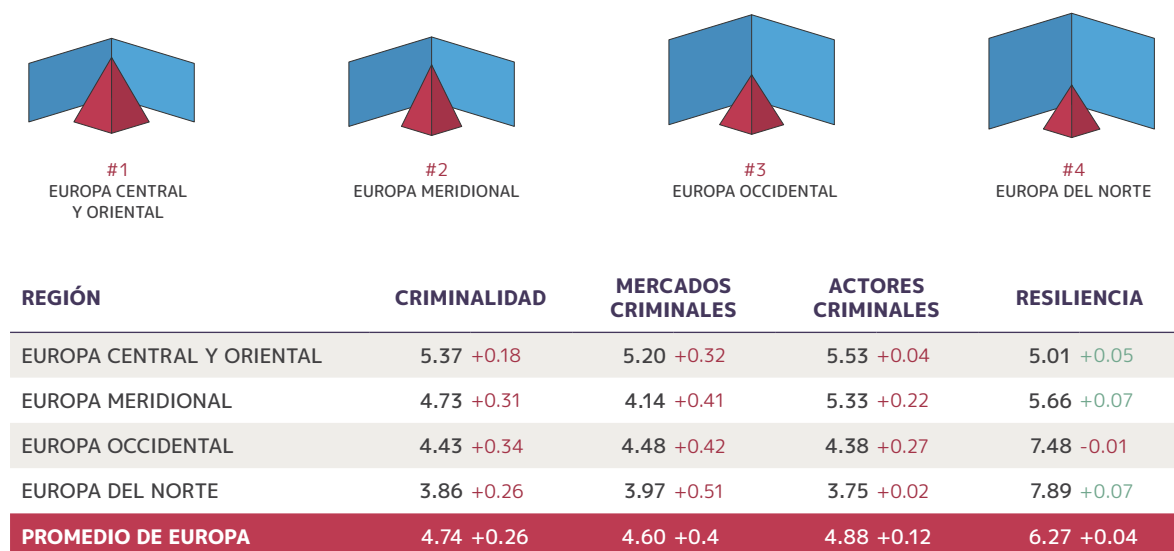 #1
EUROPA CENTRAL
Y ORIENTAL
#2
EUROPA MERIDIONAL
#3
EUROPA OCCIDENTAL
#4
EUROPA DEL NORTE
REGIÓN CRIMINALIDAD MERCADOS CRIMINALES ACTORES CRIMINALES RESILIENCIA
EUROPA CENTRAL Y ORIENTAL 5.37 +0.18 5.20 +0.32 5.53 +0.04 5.01 +0.05
EUROPA MERIDIONAL 4.73 +0.31 4.14 +0.41 5.33 +0.22 5.66 +0.07
EUROPA OCCIDENTAL 4.43 +0.34 4.48 +0.42 4.38 +0.27 7.48 -0.01
EUROPA DEL NORTE 3.86 +0.26 3.97 +0.51 3.75 +0.02 7.89 +0.07
PROMEDIO DE EUROPA 4.74 +0.26 4.60 +0.4 4.88 +0.12 6.27 +0.04